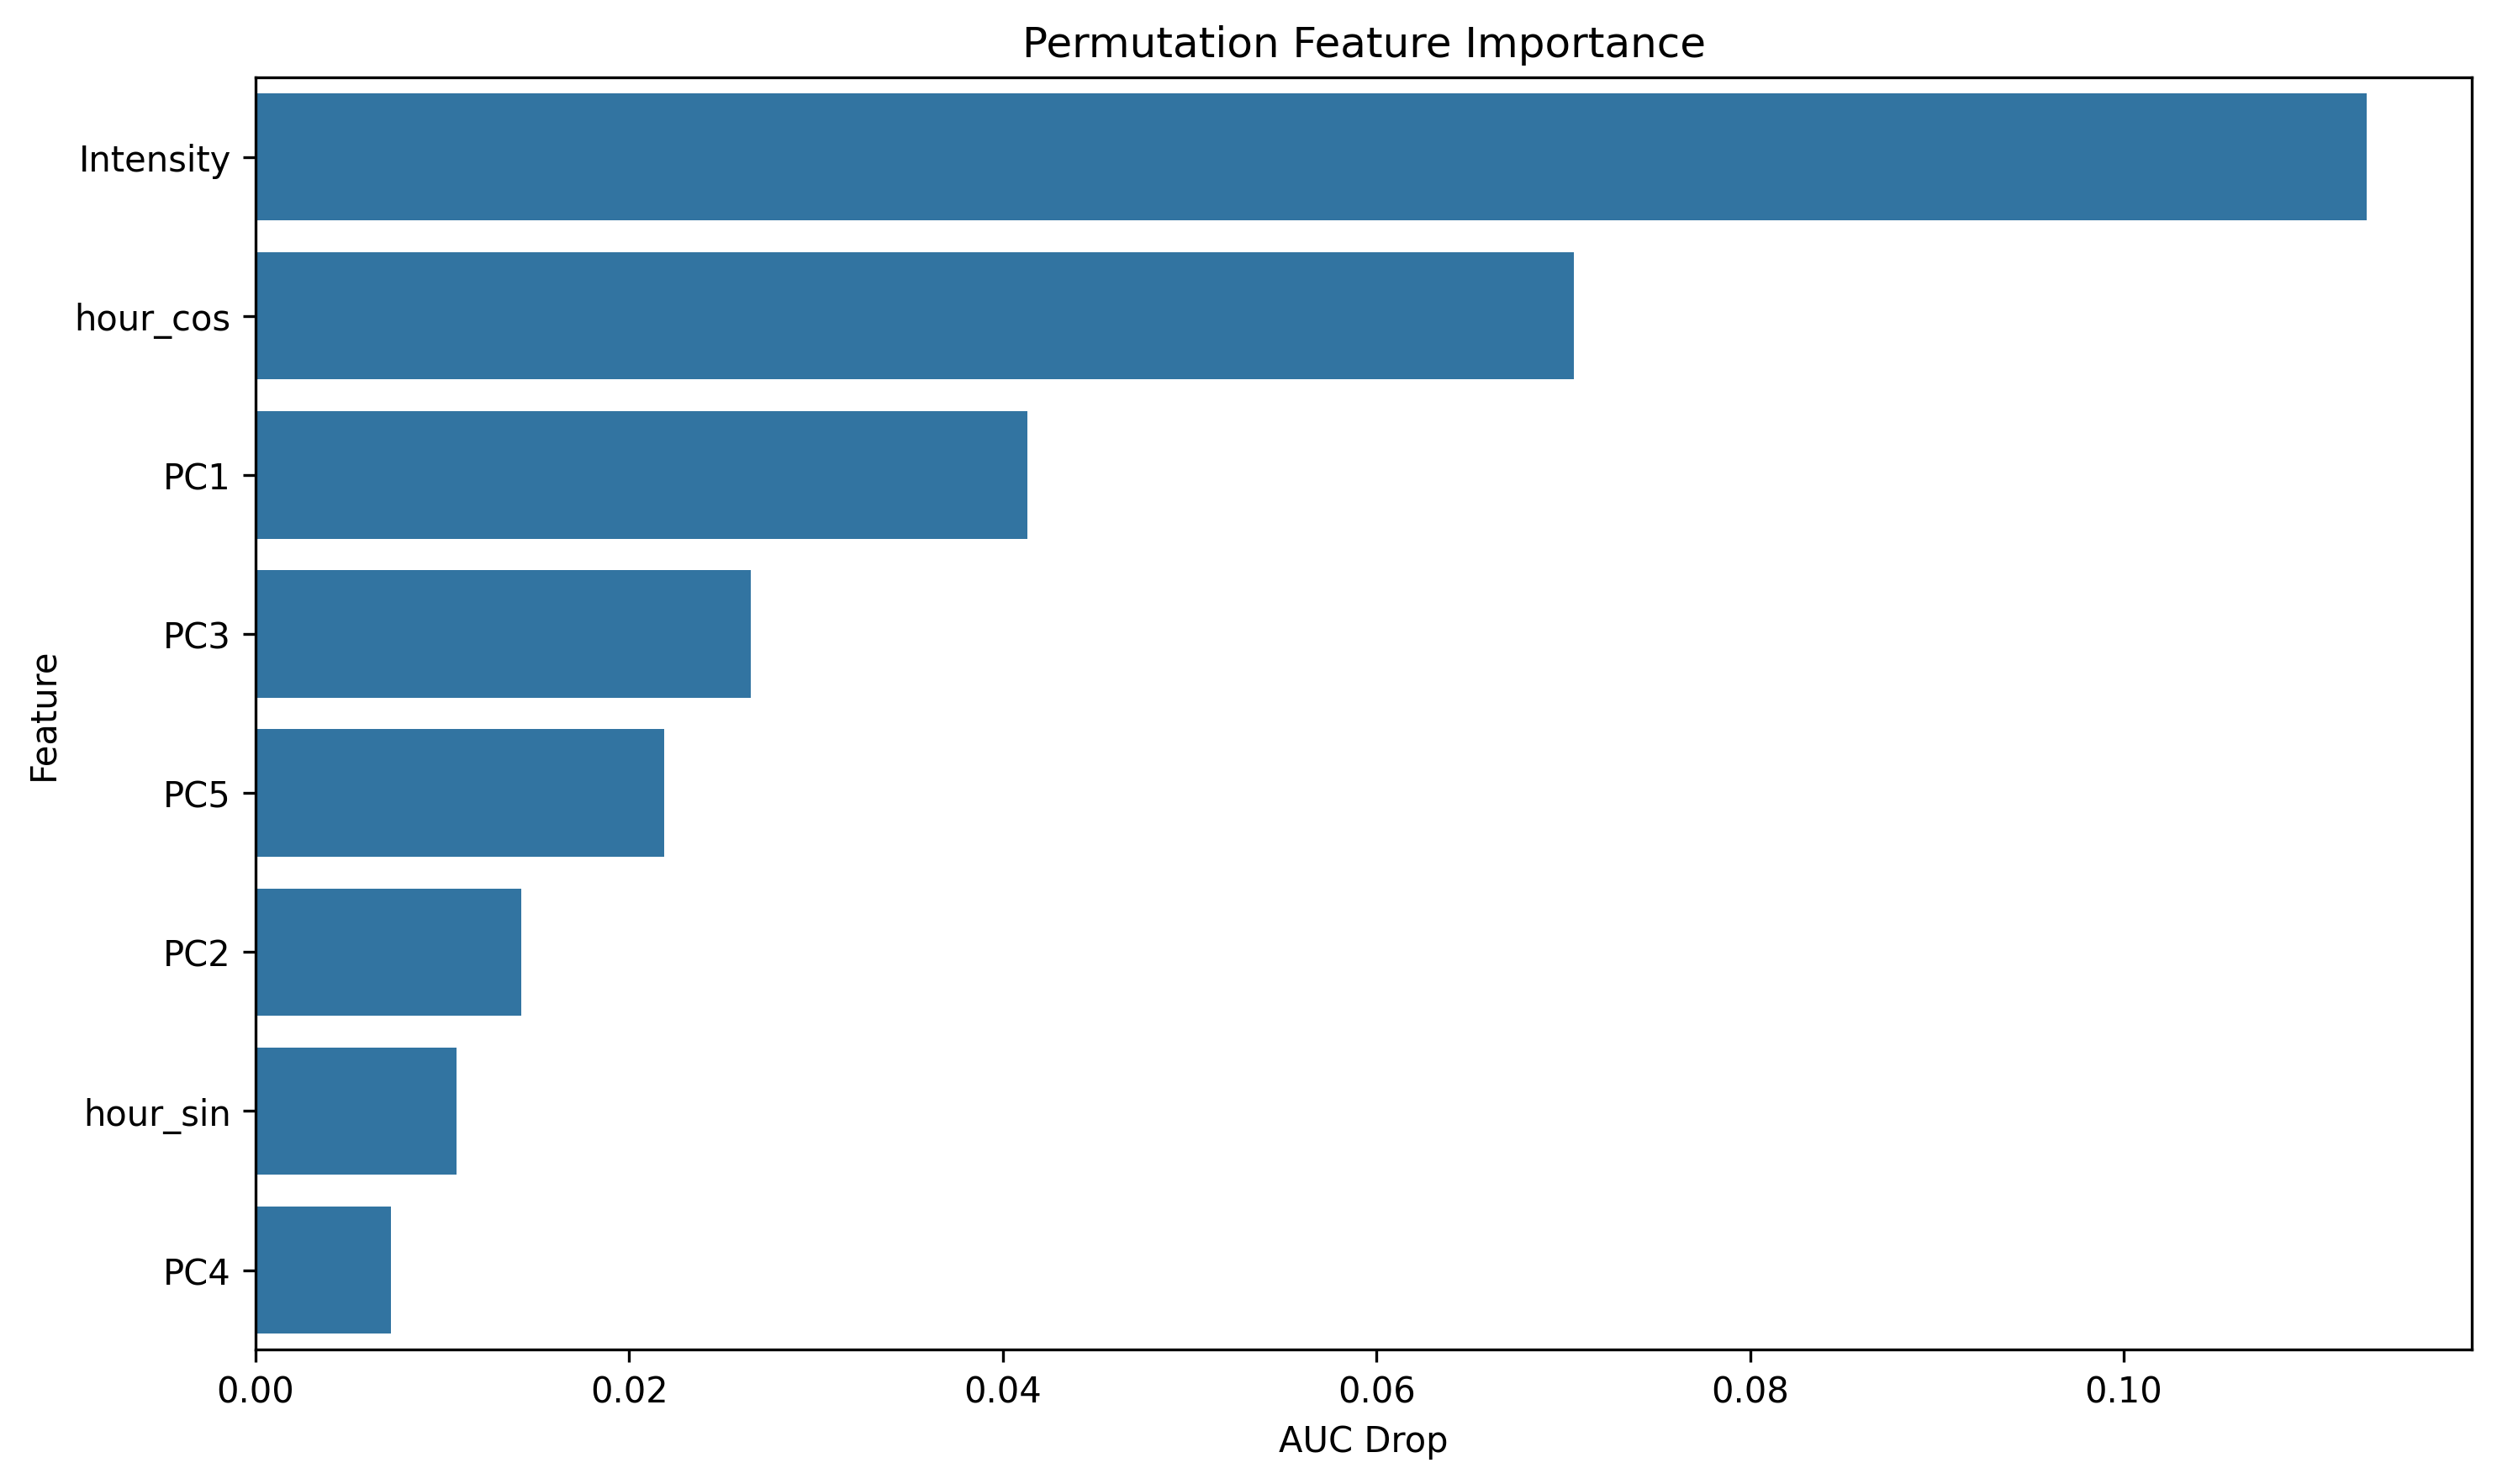 Permutation Feature Importance
Feature
Intensity
hour_cos
PC1
PC3
PC5
PC2
hour_sin
PC4
0.00 0.02 0.04 0.06 0.08 0.10
AUC Drop